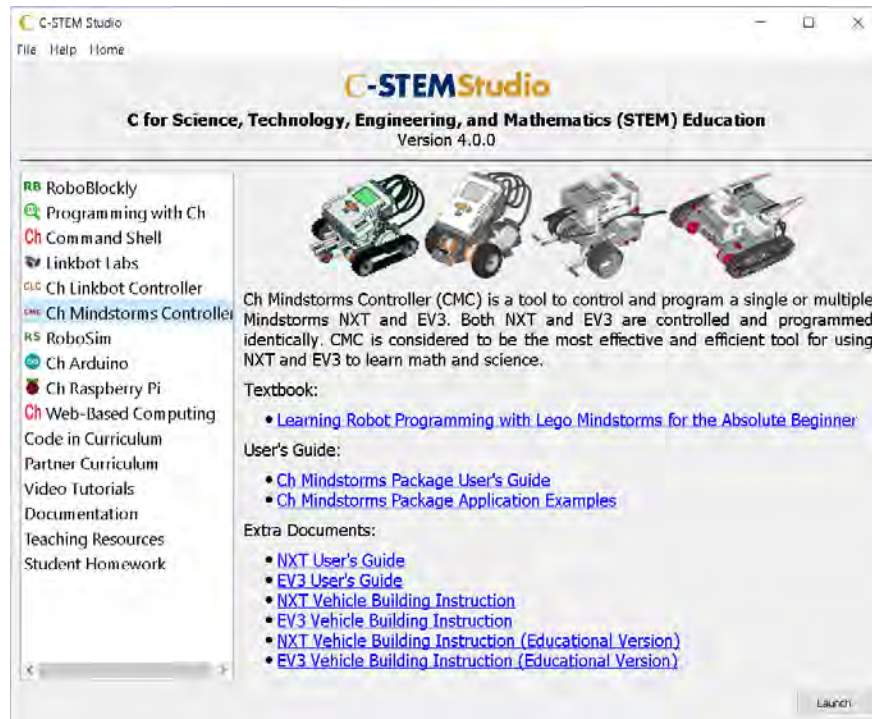 C-STEM Studio
File Help Home
C-STEMStudio
C for Science, Technology, Engineering, and Mathematics (STEM) Education
Version 4.0.0
RB RoboBlockly
Programming with Ch
Ch Command Shell
Linkbot Labs
CLC Ch Linkbot Controller
CMC Ch Mindstorms Controller
RS RoboSim
Ch Arduino
Ch Raspberry Pi
Ch Web-Based Computing
Code in Curriculum
Partner Curriculum
Video Tutorials
Documentation
Teaching Resources
Student Homework
Ch Mindstorms Controller (CMC) is a tool to control and program a single or multiple
Mindstorms NXT and EV3. Both NXT and EV3 are controlled and programmed
identically. CMC is considered to be the most effective and efficient tool for using
NXT and EV3 to learn math and science.
Textbook:
• Learning Robot Programming with Lego Mindstorms for the Absolute Beginner
User's Guide:
• Ch Mindstorms Package User's Guide
• Ch Mindstorms Package Application Examples
Extra Documents:
• NXT User's Guide
• EV3 User's Guide
• NXT Vehicle Building Instruction
• EV3 Vehicle Building Instruction
• NXT Vehicle Building Instruction (Educational Version)
• EV3 Vehicle Building Instruction (Educational Version)
Launch